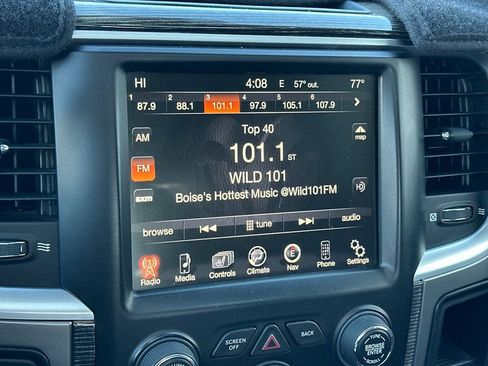 HI 4:08 E 57° out. 77°
1 87.9 2 88.1 3 101.1 4 97.9 5 105.1 6 107.9
AM
Top 40
map
101.1 ST
FM
WILD 101
sxm
Boise's Hottest Music @Wild101FM
browse tune audio
Radio Media Controls Climate E Nav Phone Settings
SCREEN OFF
BACK
BROWSE ENTER
SCROLL